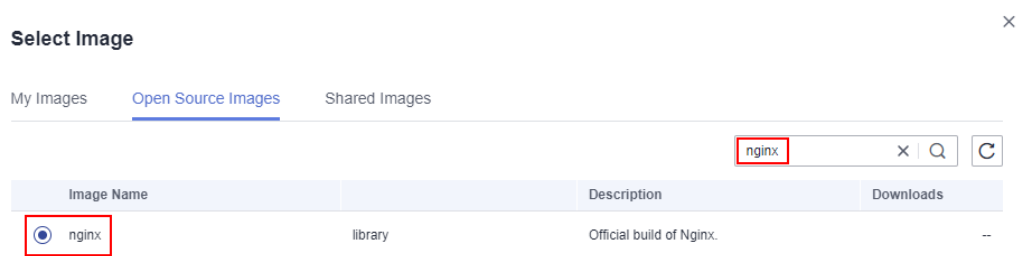 Select Image
My Images Open Source Images Shared Images
nginx
Image Name Description Downloads
nginx library Official build of Nginx. --